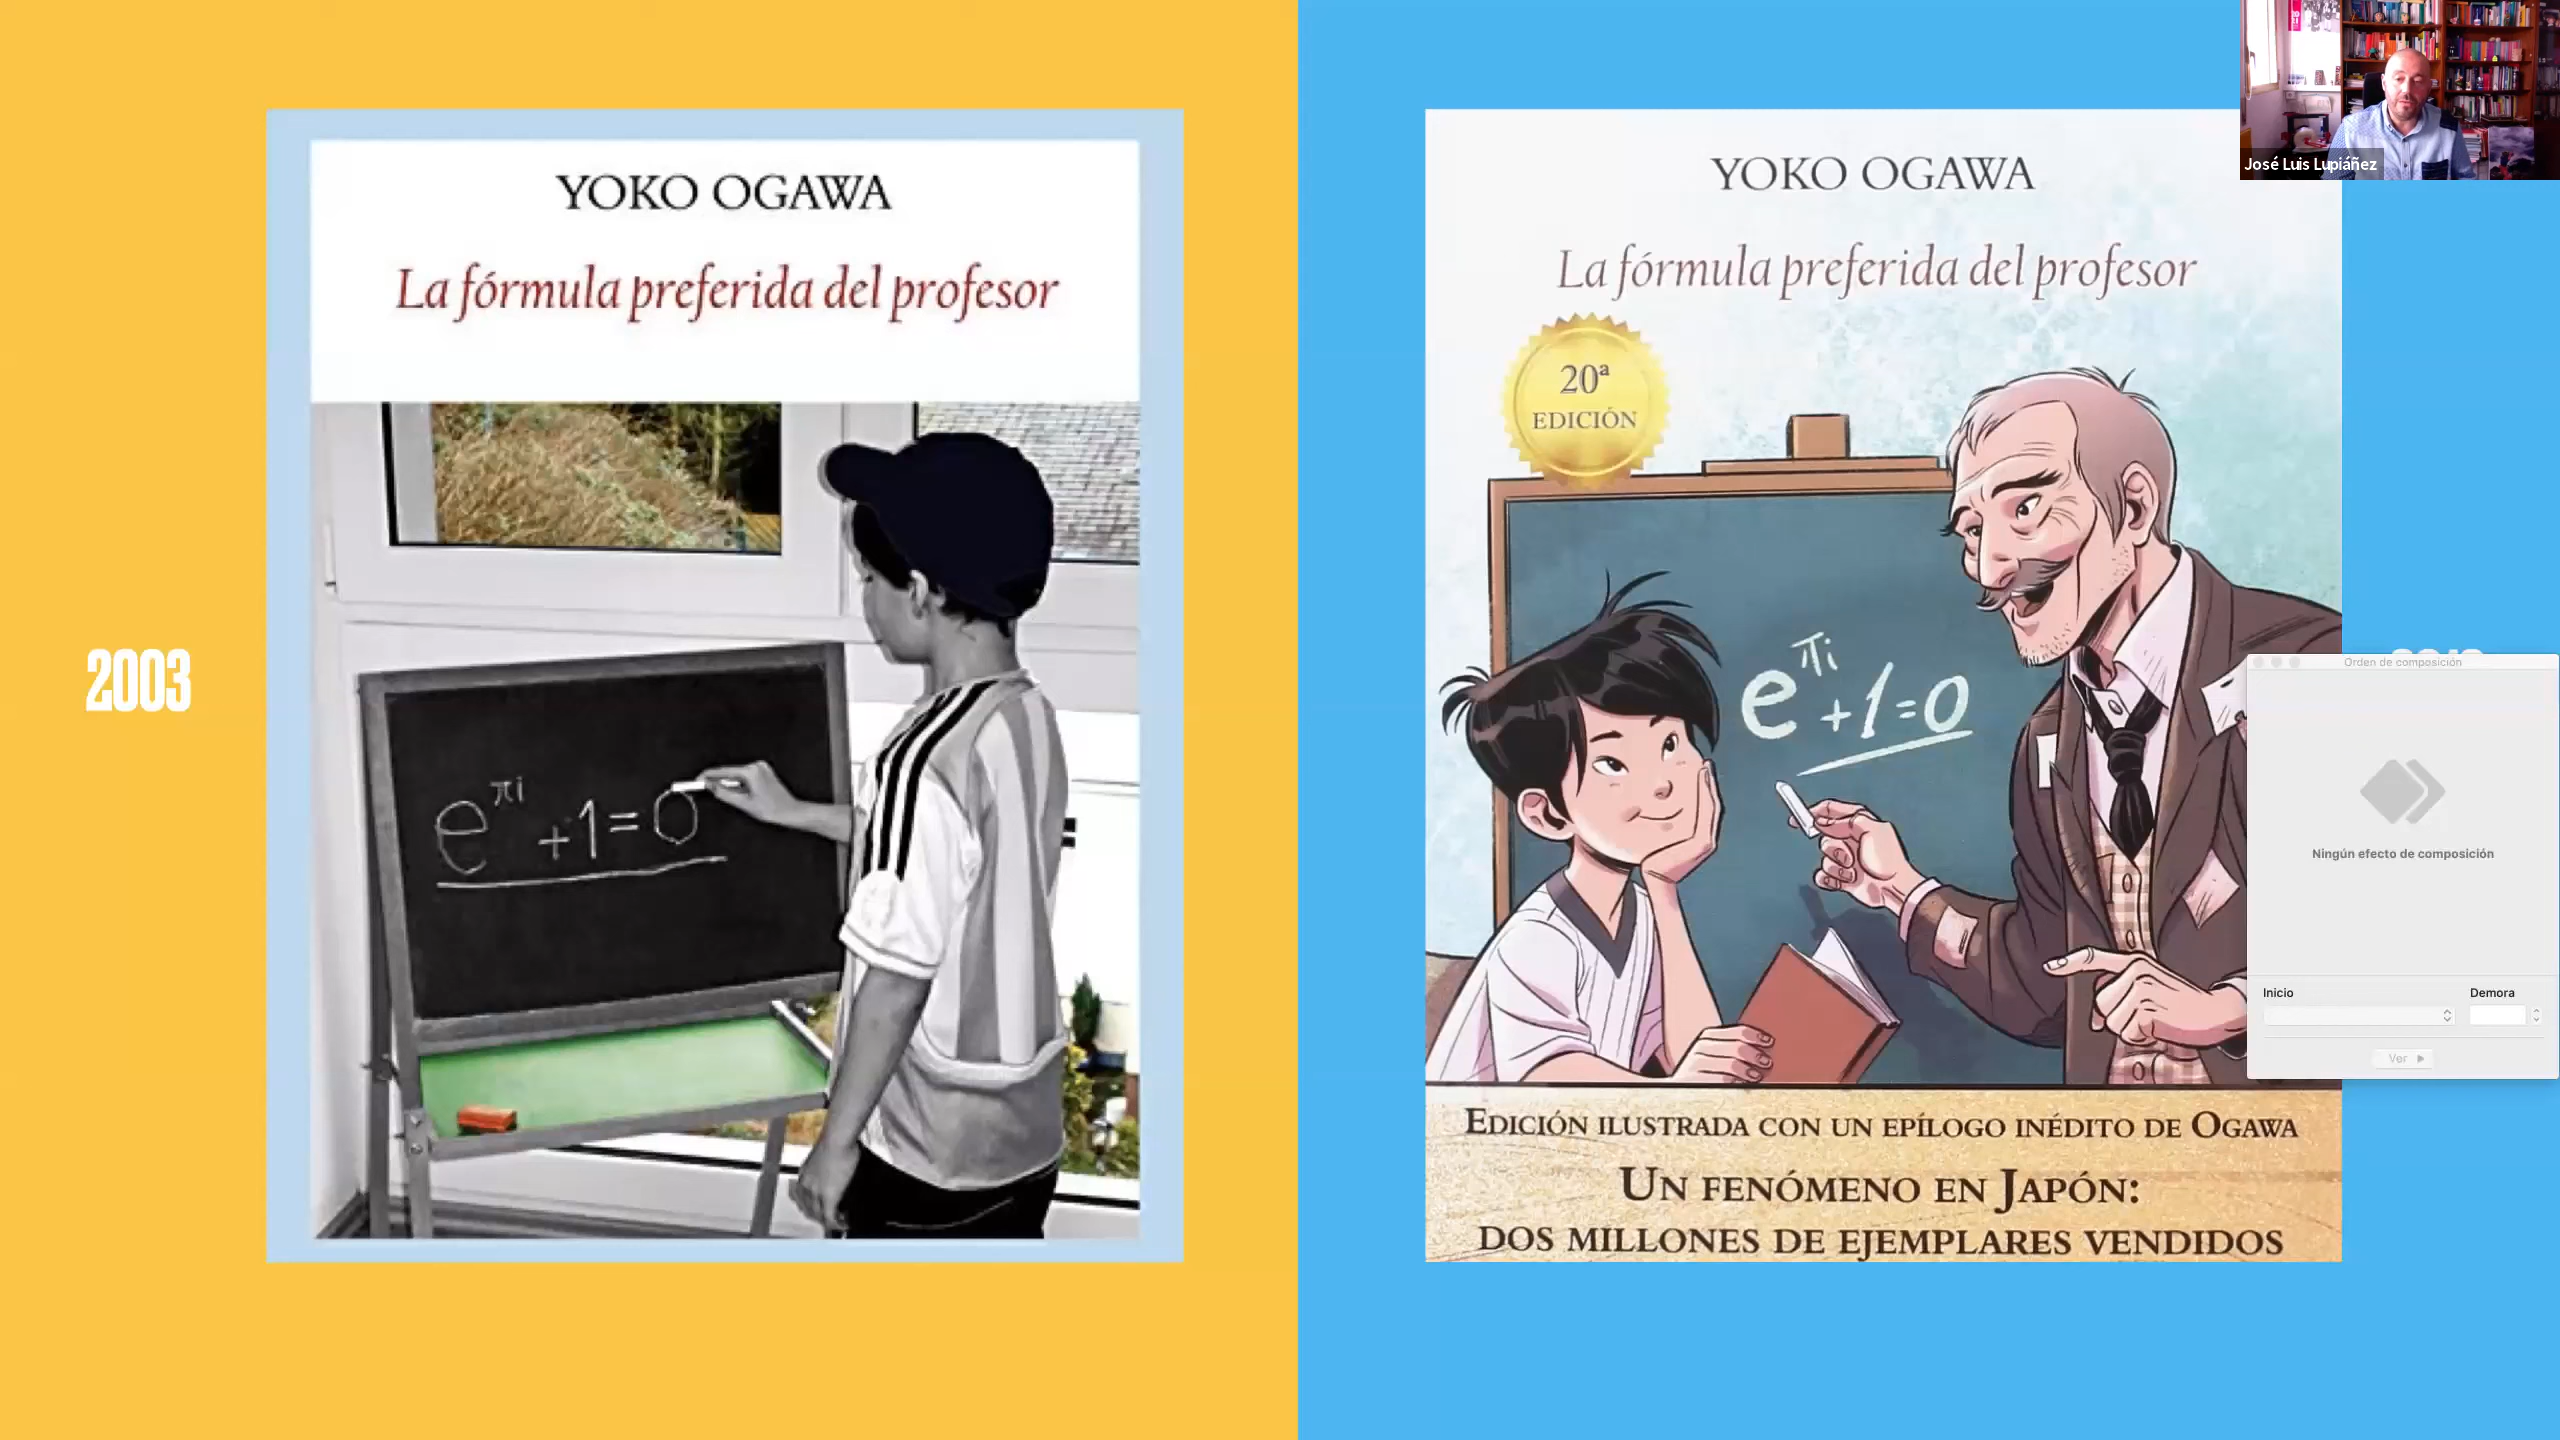 José Luis Lupiáñez
2003
YOKO OGAWA
La fórmula preferida del profesor
e^πi +1=0
YOKO OGAWA
La fórmula preferida del profesor
20ª
EDICIÓN
e^πi +1=0
EDICIÓN ILUSTRADA CON UN EPÍLOGO INÉDITO DE OGAWA
UN FENÓMENO EN JAPÓN:
DOS MILLONES DE EJEMPLARES VENDIDOS
Orden de composición
Ningún efecto de composición
Inicio
Demora
Ver